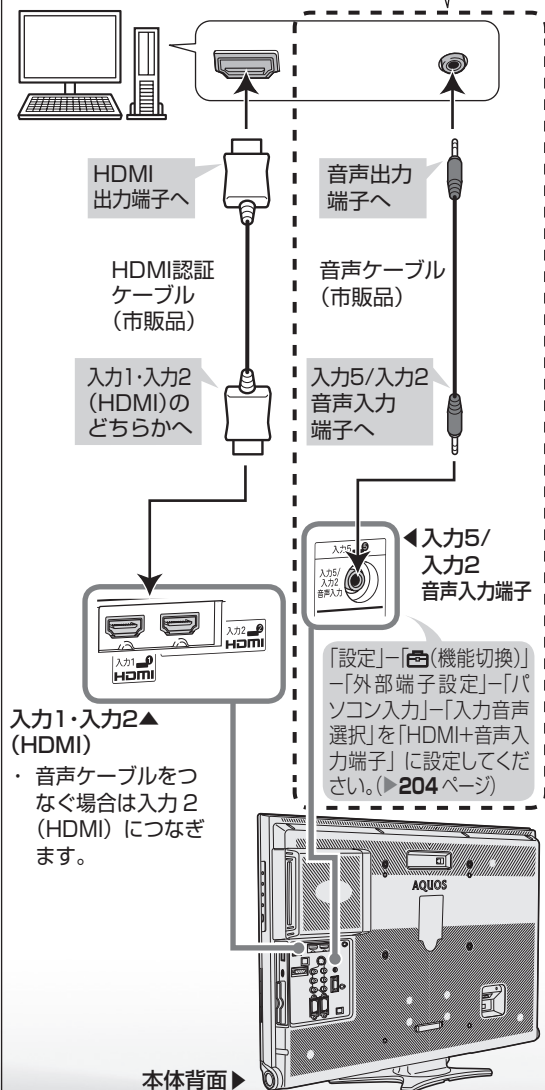 HDMI
出力端子へ
音声出力
端子へ
HDMI認証
ケーブル
（市販品）
音声ケーブル
（市販品）
入力1・入力2
（HDMI）の
どちらかへ
入力5/入力2
音声入力
端子へ
入力5
入力5/
入力2
音声入力
◀入力5/
入力2
音声入力端子
入力2
HDMI
入力1
HDMI
「設定」－「(機能切換)」
－「外部端子設定」－「パ
ソコン入力」－「入力音声
選択」を「HDMI+音声入
力端子」に設定してくだ
さい。(▶204ページ)
入力1・入力2▲
（HDMI）
・ 音声ケーブルをつ
なぐ場合は入力 2
（HDMI）につなぎ
ます。
AQUOS
本体背面▶